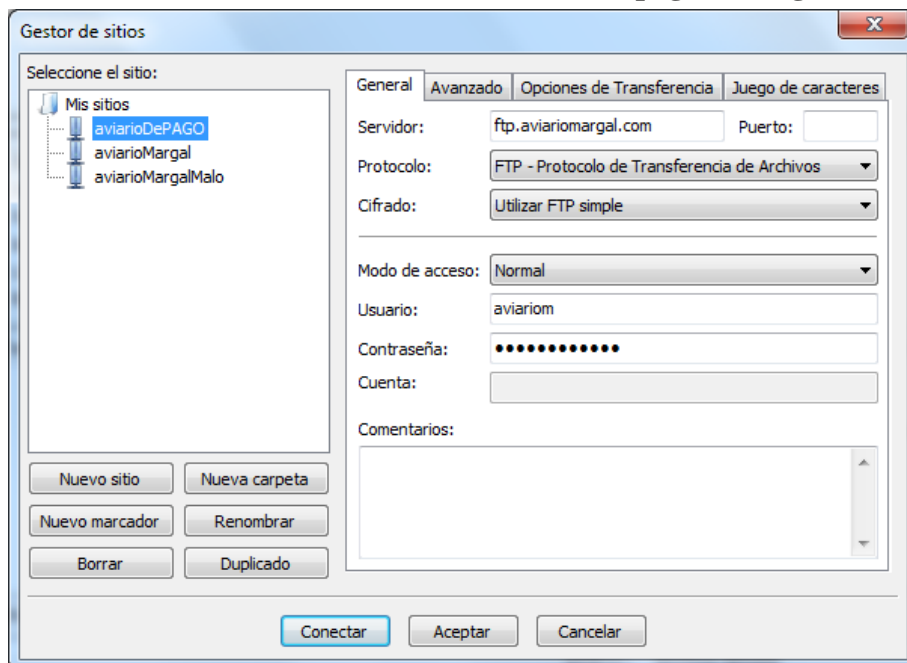 Gestor de sitios
Seleccione el sitio:
Mis sitios
aviarioDePAGO
aviarioMargal
aviarioMargalMalo
Nuevo sitio
Nueva carpeta
Nuevo marcador
Renombrar
Borrar
Duplicado
General
Avanzado
Opciones de Transferencia
Juego de caracteres
Servidor:
ftp.aviariomargal.com
Puerto:
Protocolo:
FTP - Protocolo de Transferencia de Archivos
Cifrado:
Utilizar FTP simple
Modo de acceso:
Normal
Usuario:
aviariom
Contraseña:
••••••••••••
Cuenta:
Comentarios:
Conectar
Aceptar
Cancelar